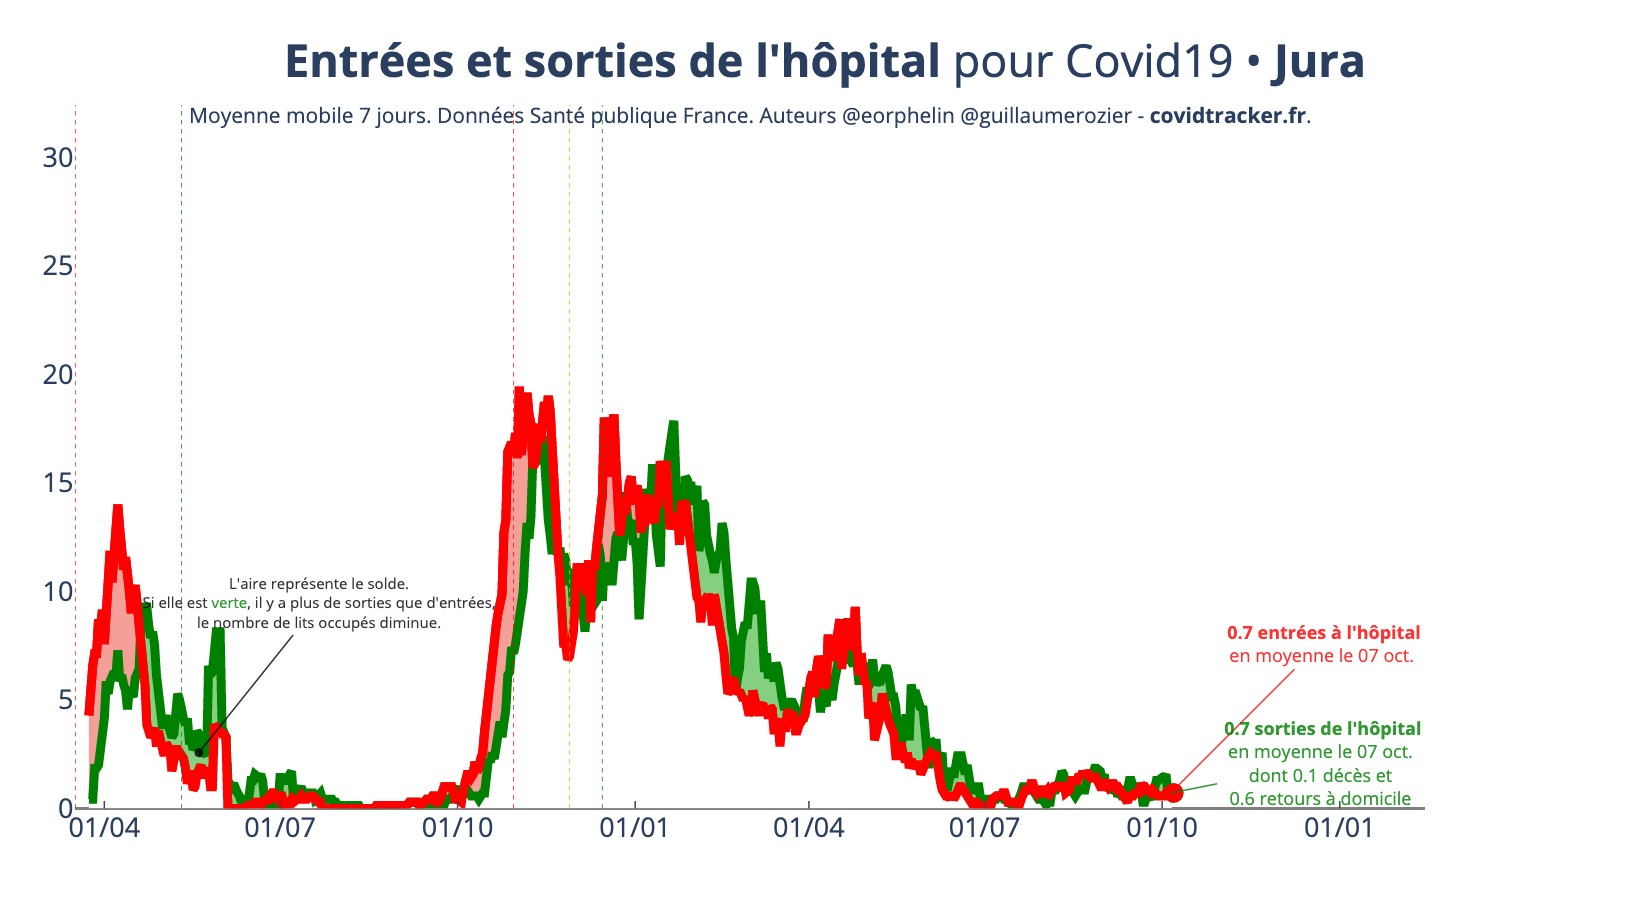 Entrées et sorties de l'hôpital pour Covid19 • Jura
Moyenne mobile 7 jours. Données Santé publique France. Auteurs @eorphelin @guillaumerozier - covidtracker.fr.
30
25
20
15
10
5
0
L'aire représente le solde.
Si elle est verte, il y a plus de sorties que d'entrées,
le nombre de lits occupés diminue.
0.7 entrées à l'hôpital
en moyenne le 07 oct.
0.7 sorties de l'hôpital
en moyenne le 07 oct.
dont 0.1 décès et
0.6 retours à domicile
01/04 01/07 01/10 01/01 01/04 01/07 01/10 01/01